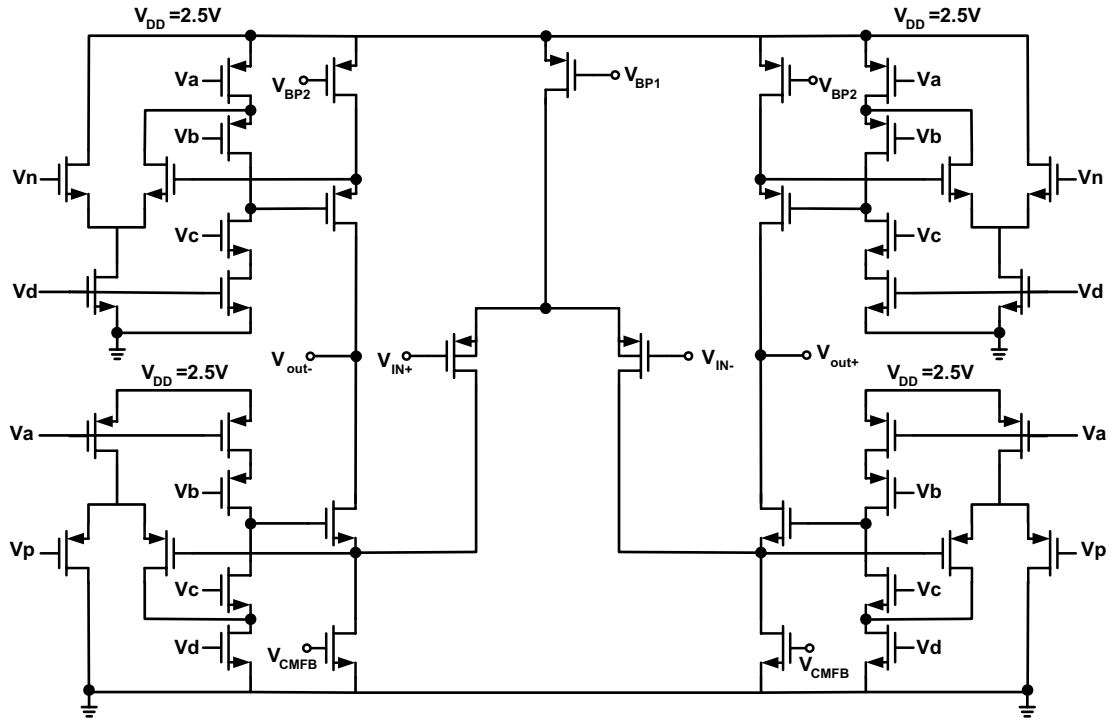 VDD =2.5V
VDD =2.5V
Va
VBP2
VBP1
VBP2
Va
Vb
Vb
Vn
Vn
Vc
Vc
Vd
Vd
Vout-
VIN+
VIN-
Vout+
VDD =2.5V
VDD =2.5V
Va
Va
Vb
Vb
Vp
Vp
Vc
Vc
Vd
VCMFB
VCMFB
Vd